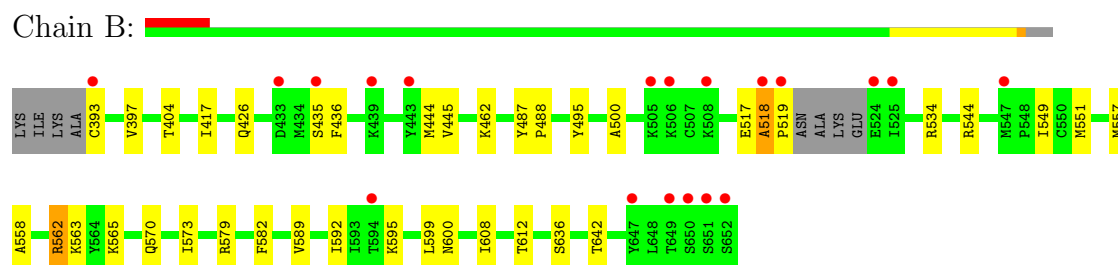 Chain B:
LYS ILE LYS ALA C393 V397 T404 I417 Q426 D433 M434 S435 F436 K439 Y443 M444 V445 K462 Y487 P488 Y495 A500 K505 K506 C507 K508 E517 A518 P519 ASN ALA LYS GLU E524 I525 R534 R544 M547 P548 I549 C550 M551 M557
A558 R562 K563 Y564 K565 Q570 I573 R579 F582 V589 I592 I593 T594 K595 L599 N600 I608 T612 S636 T642 Y647 L648 T649 S650 S651 S652